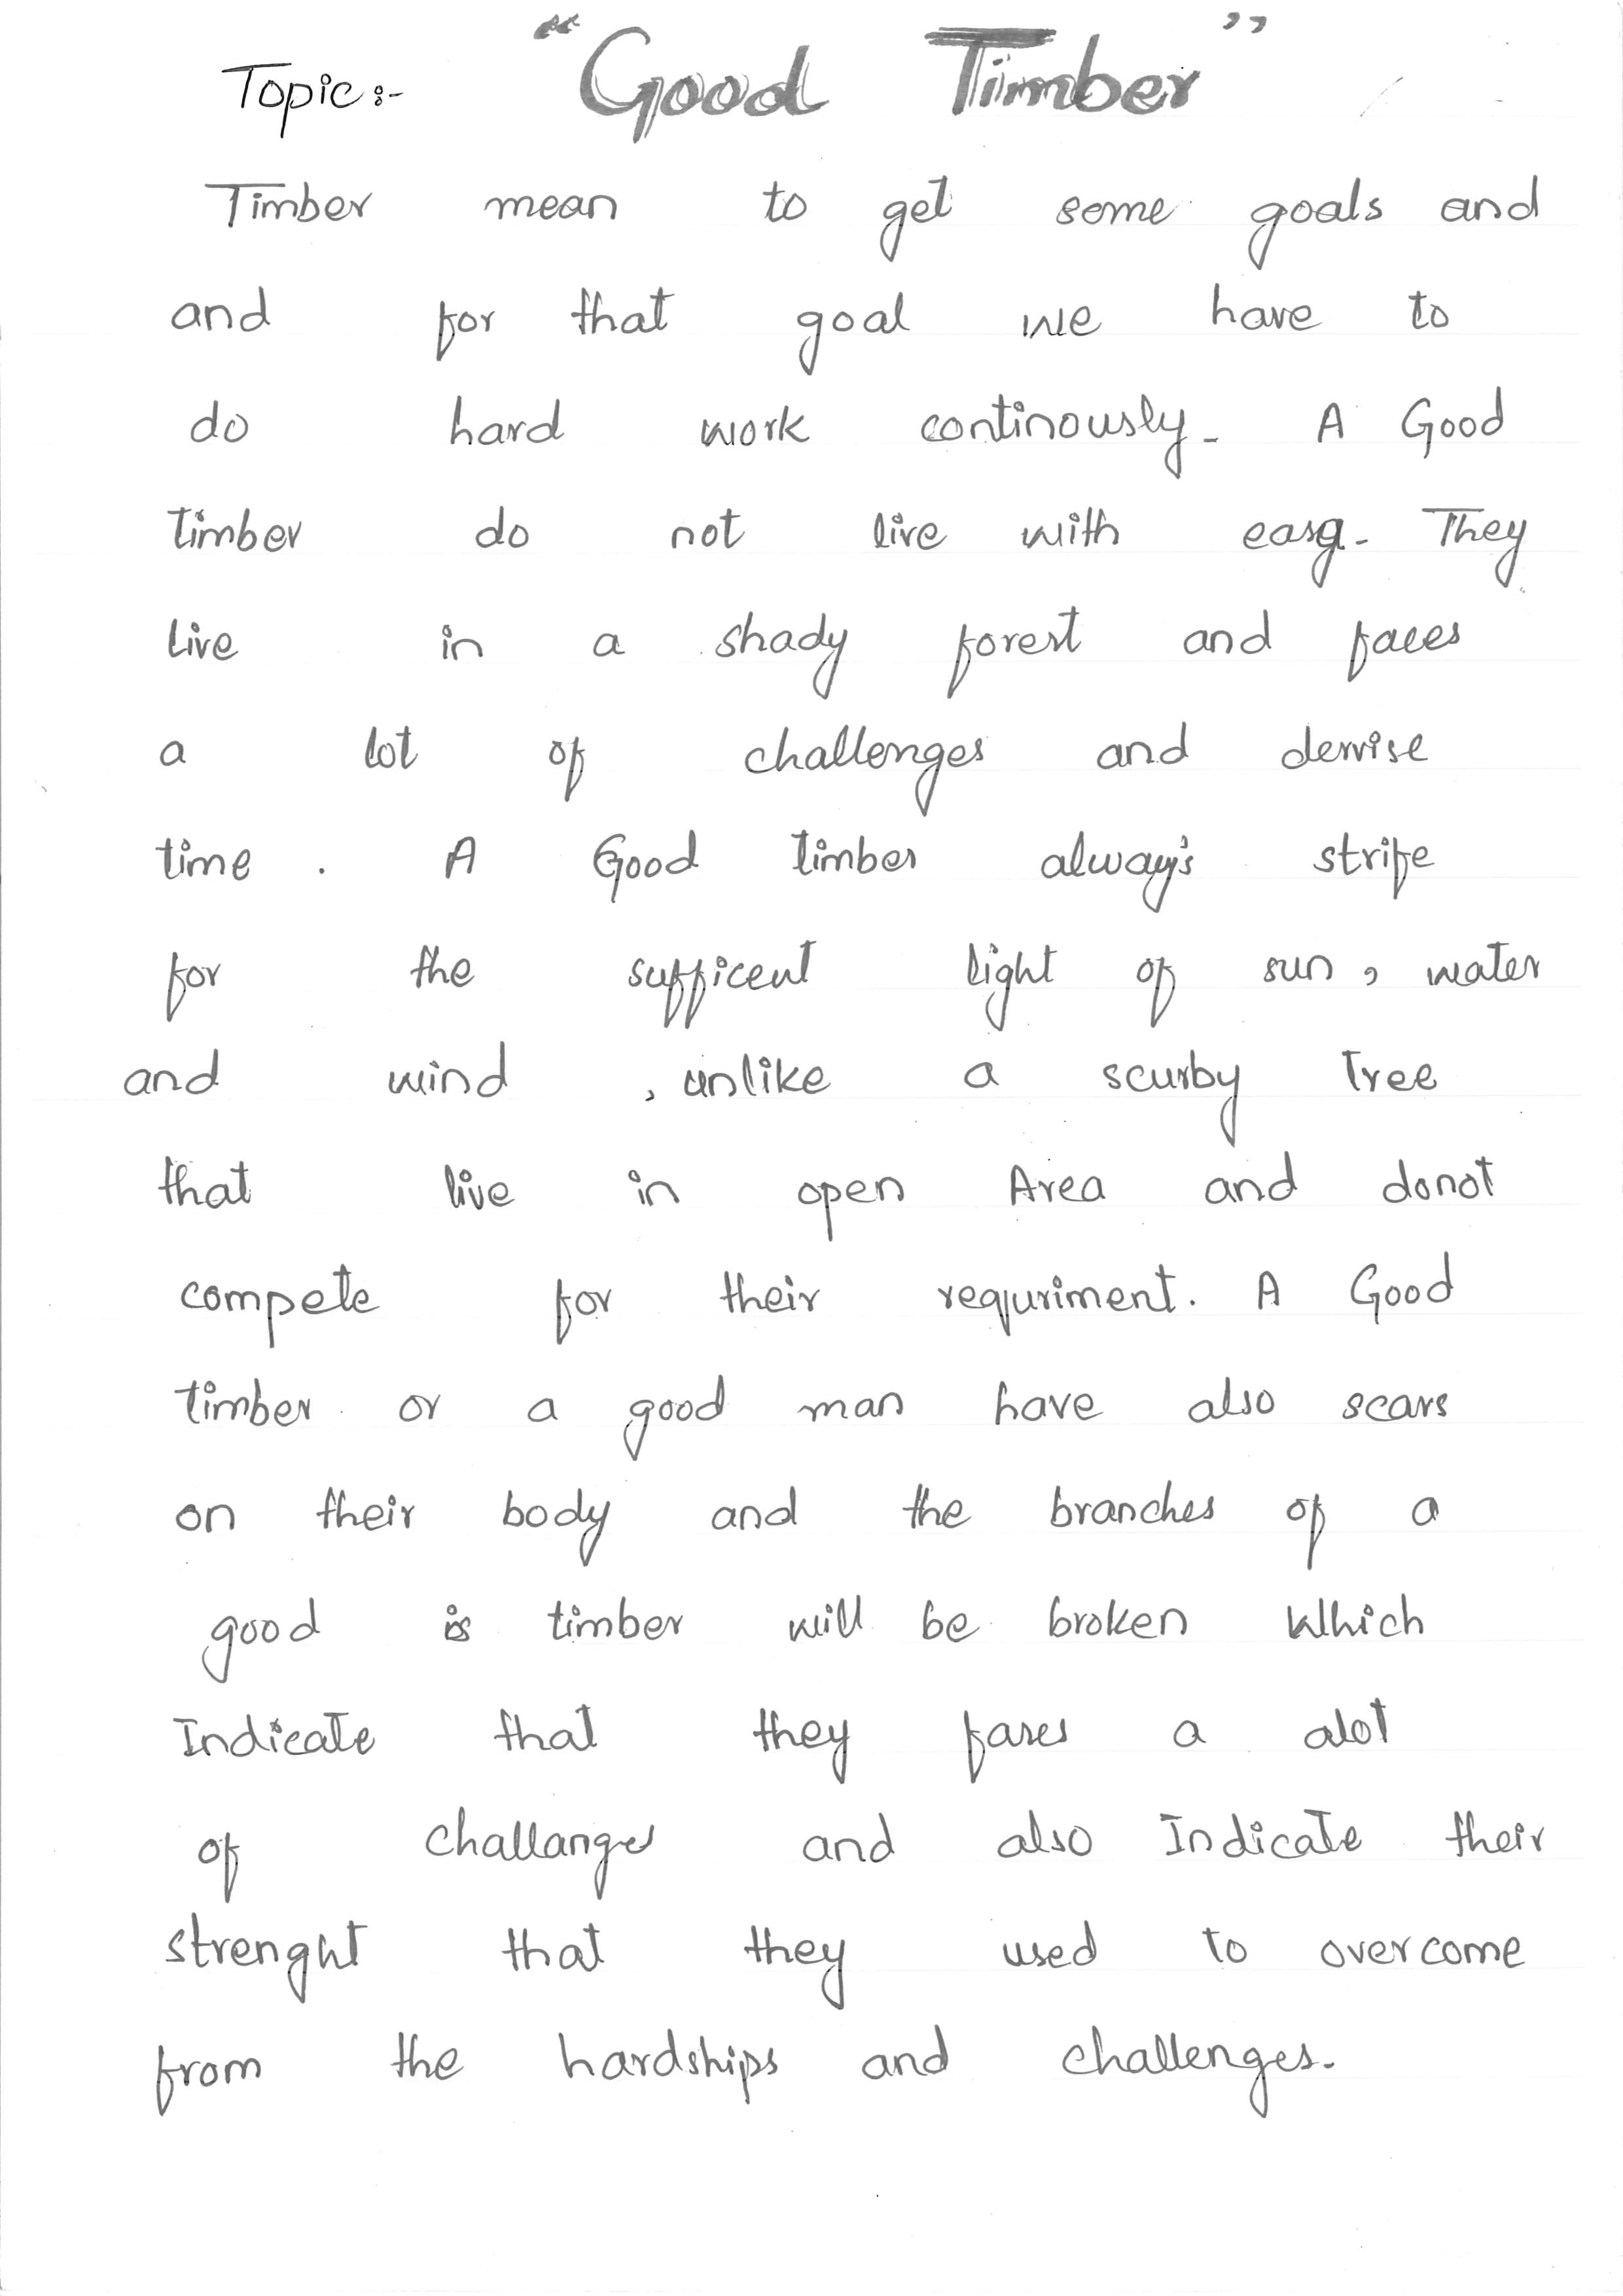 Topic:- "Good Timber"
Timber mean to get some goals and
and for that goal we have to
do hard work continously. A Good
timber do not live with easy. They
live in a shady forest and faces
a lot of challenges and dervise
time . A Good timber alway's strife
for the sufficent light of sun, water
and wind , unlike a scurby tree
that live in open Area and donot
compete for their requriment. A Good
timber or a good man have also scars
on their body and the branches of a
good is timber will be broken which
Indicate that they fares a alot
of challanges and also Indicate their
strenght that they used to overcome
from the hardships and challenges.